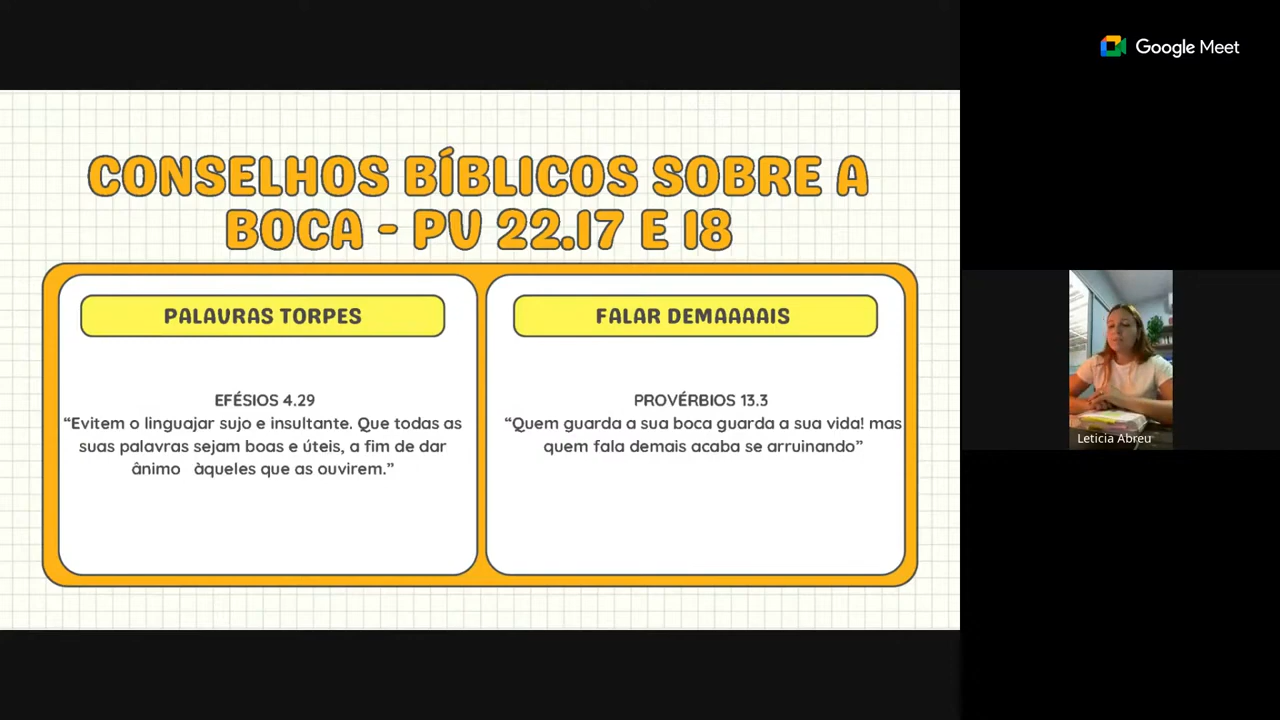 Google Meet
CONSELHOS BÍBLICOS SOBRE A
BOCA - PV 22.17 E 18
PALAVRAS TORPES
EFÉSIOS 4.29
“Evitem o linguajar sujo e insultante. Que todas as
suas palavras sejam boas e úteis, a fim de dar
ânimo àqueles que as ouvirem.”
FALAR DEMAAAAIS
PROVÉRBIOS 13.3
“Quem guarda a sua boca guarda a sua vida! mas
quem fala demais acaba se arruinando”
Leticia Abreu